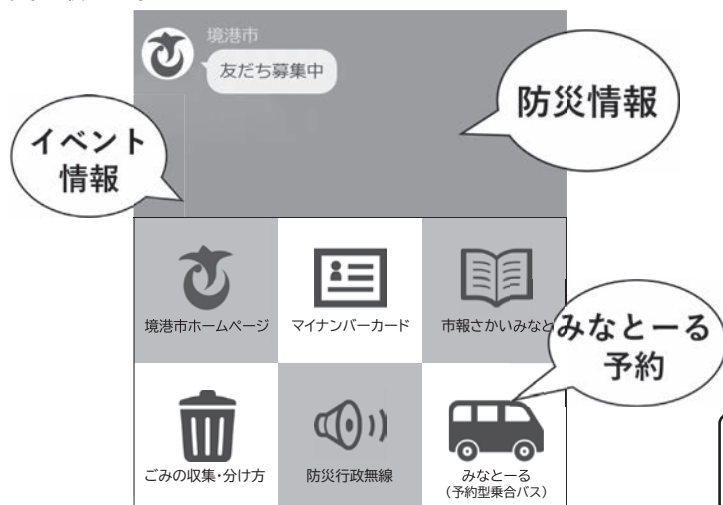 境港市
友だち募集中
防災情報
イベント
情報
境港市ホームページ
マイナンバーカード
市報さかいみなと
みなとーる
予約
ごみの収集・分け方
防災行政無線
みなとーる
(予約型乗合バス)